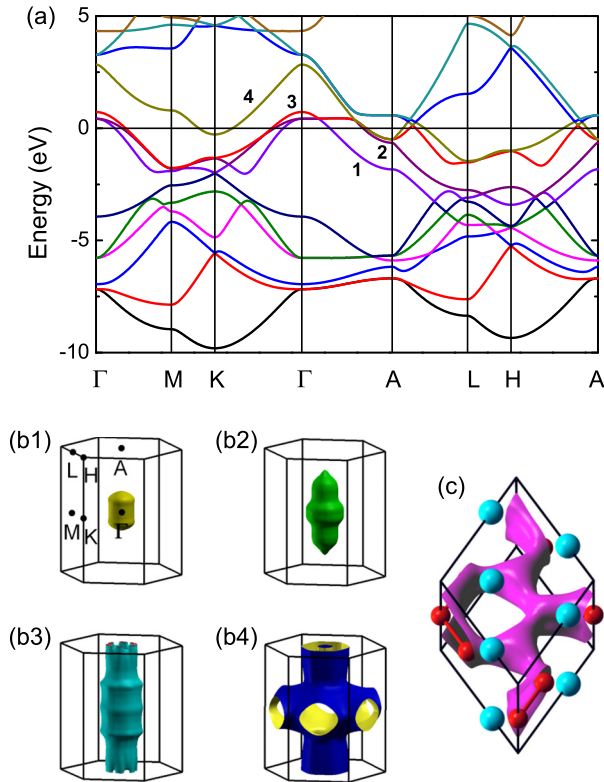 (a)
5
0
-5
-10
Energy (eV)
4
3
2
1
Γ M K Γ A L H A
(b1)
L H A
M K Γ
(b2)
(c)
(b3)
(b4)